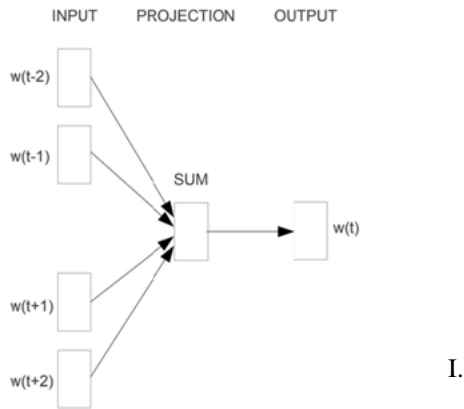 INPUT PROJECTION OUTPUT
w(t-2)
w(t-1)
SUM
w(t)
w(t+1)
w(t+2)
I.